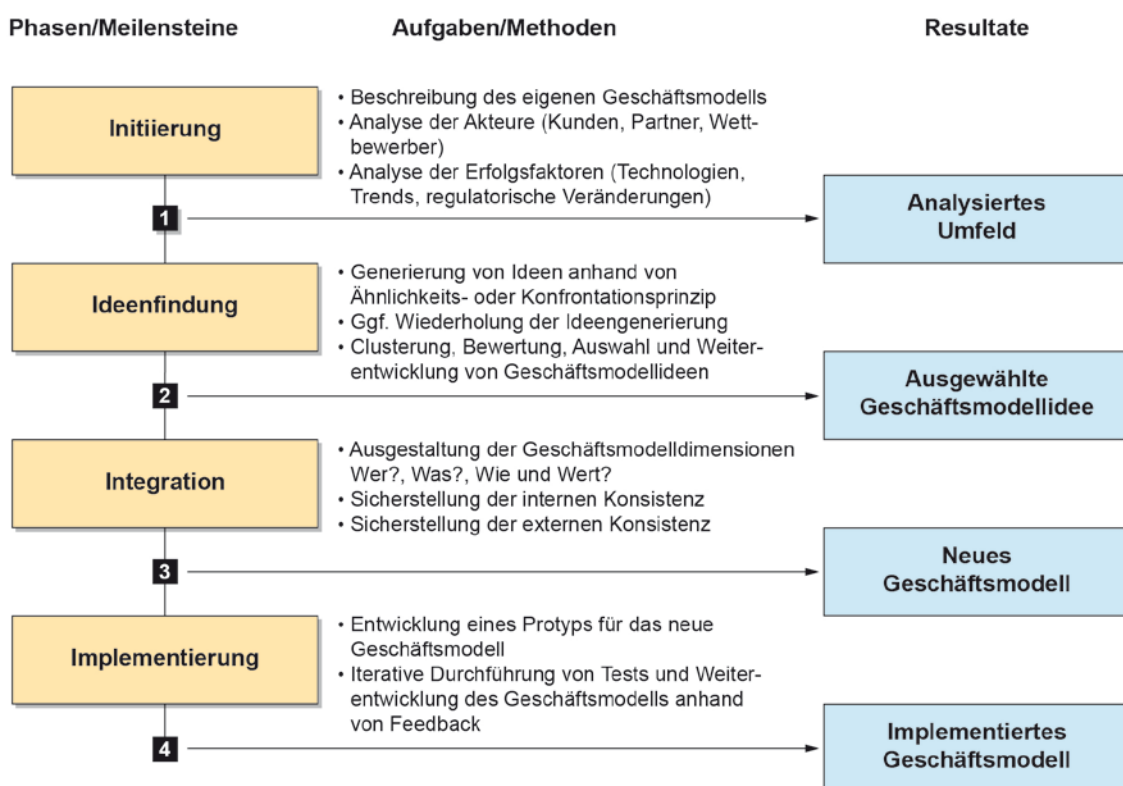 Phasen/Meilensteine
Aufgaben/Methoden
Resultate
Initiierung
• Beschreibung des eigenen Geschäftsmodells
• Analyse der Akteure (Kunden, Partner, Wett-
bewerber)
• Analyse der Erfolgsfaktoren (Technologien,
Trends, regulatorische Veränderungen)
1
Analysiertes
Umfeld
Ideenfindung
• Generierung von Ideen anhand von
Ähnlichkeits- oder Konfrontationsprinzip
• Ggf. Wiederholung der Ideengenerierung
• Clusterung, Bewertung, Auswahl und Weiter-
entwicklung von Geschäftsmodellideen
2
Ausgewählte
Geschäftsmodellidee
Integration
• Ausgestaltung der Geschäftsmodelldimensionen
Wer?, Was?, Wie und Wert?
• Sicherstellung der internen Konsistenz
• Sicherstellung der externen Konsistenz
3
Neues
Geschäftsmodell
Implementierung
• Entwicklung eines Protyps für das neue
Geschäftsmodell
• Iterative Durchführung von Tests und Weiter-
entwicklung des Geschäftsmodells anhand
von Feedback
4
Implementiertes
Geschäftsmodell